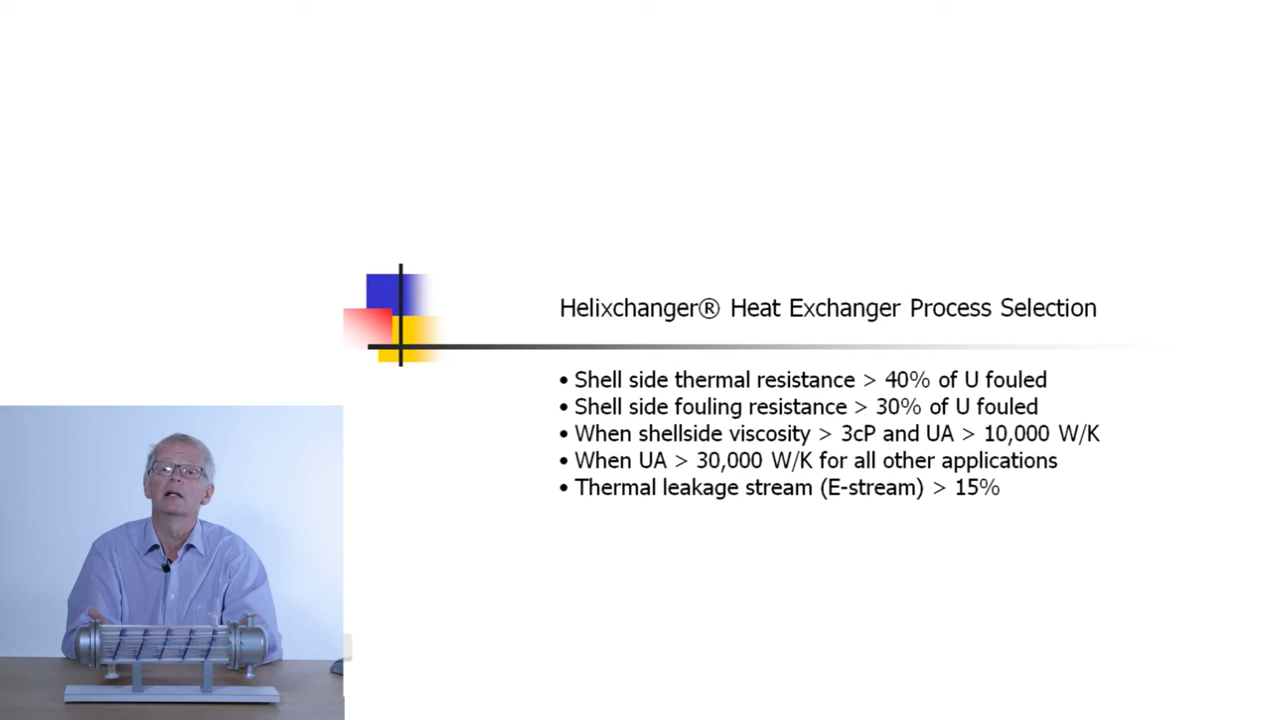 Helixchanger® Heat Exchanger Process Selection
• Shell side thermal resistance > 40% of U fouled
• Shell side fouling resistance > 30% of U fouled
• When shellside viscosity > 3cP and UA > 10,000 W/K
• When UA > 30,000 W/K for all other applications
• Thermal leakage stream (E-stream) > 15%